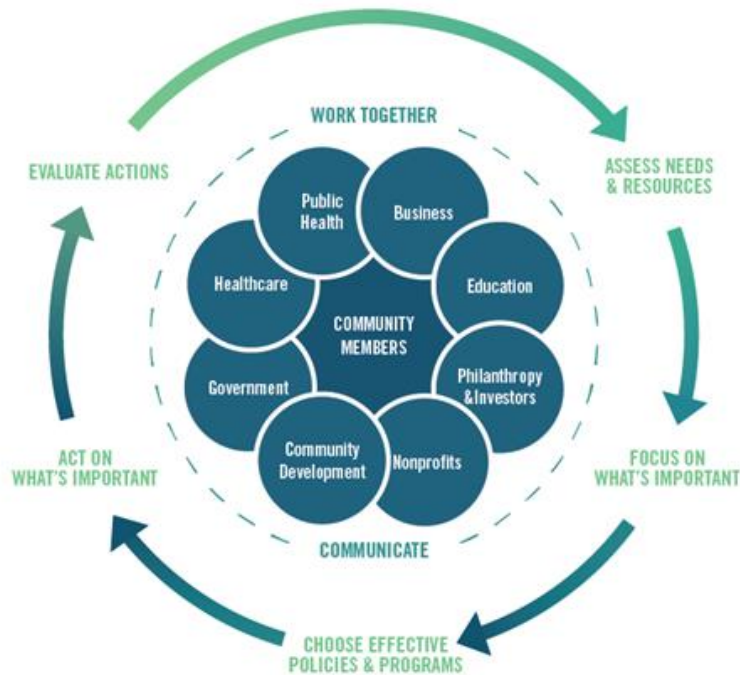 WORK TOGETHER
EVALUATE ACTIONS
ASSESS NEEDS
& RESOURCES
Public
Health
Business
Healthcare
Education
COMMUNITY
MEMBERS
Government
Philanthropy
& Investors
Community
Development
Nonprofits
ACT ON
WHAT'S IMPORTANT
FOCUS ON
WHAT'S IMPORTANT
COMMUNICATE
CHOOSE EFFECTIVE
POLICIES & PROGRAMS